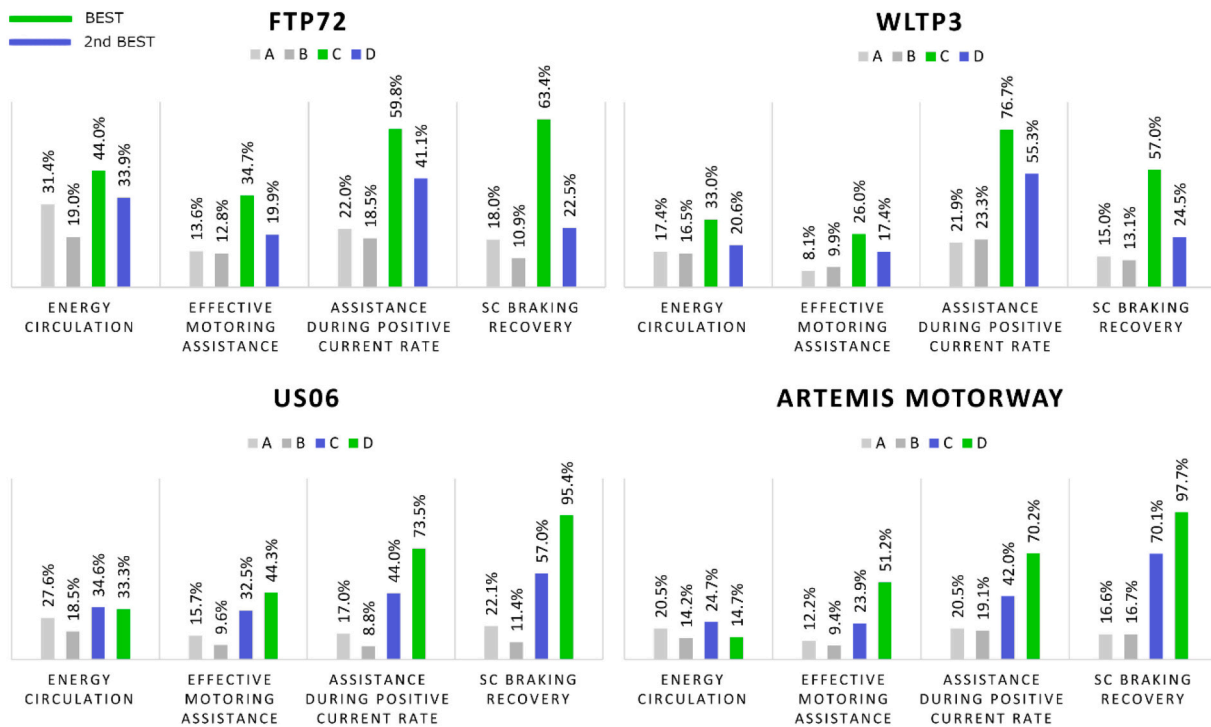 BEST
2nd BEST
FTP72
A B C D
31.4%
19.0%
44.0%
33.9%
13.6%
12.8%
34.7%
19.9%
22.0%
18.5%
59.8%
41.1%
18.0%
10.9%
63.4%
22.5%
ENERGY
CIRCULATION
EFFECTIVE
MOTORING
ASSISTANCE
ASSISTANCE
DURING POSITIVE
CURRENT RATE
SC BRAKING
RECOVERY
WLTP3
A B C D
17.4%
16.5%
33.0%
20.6%
8.1%
9.9%
26.0%
17.4%
21.9%
23.3%
76.7%
55.3%
15.0%
13.1%
57.0%
24.5%
ENERGY
CIRCULATION
EFFECTIVE
MOTORING
ASSISTANCE
ASSISTANCE
DURING POSITIVE
CURRENT RATE
SC BRAKING
RECOVERY
US06
A B C D
27.6%
18.5%
34.6%
33.3%
15.7%
9.6%
32.5%
44.3%
17.0%
8.8%
44.0%
73.5%
22.1%
11.4%
57.0%
95.4%
ENERGY
CIRCULATION
EFFECTIVE
MOTORING
ASSISTANCE
ASSISTANCE
DURING POSITIVE
CURRENT RATE
SC BRAKING
RECOVERY
ARTEMIS MOTORWAY
A B C D
20.5%
14.2%
24.7%
14.7%
12.2%
9.4%
23.9%
51.2%
20.5%
19.1%
42.0%
70.2%
16.6%
16.7%
70.1%
97.7%
ENERGY
CIRCULATION
EFFECTIVE
MOTORING
ASSISTANCE
ASSISTANCE
DURING POSITIVE
CURRENT RATE
SC BRAKING
RECOVERY